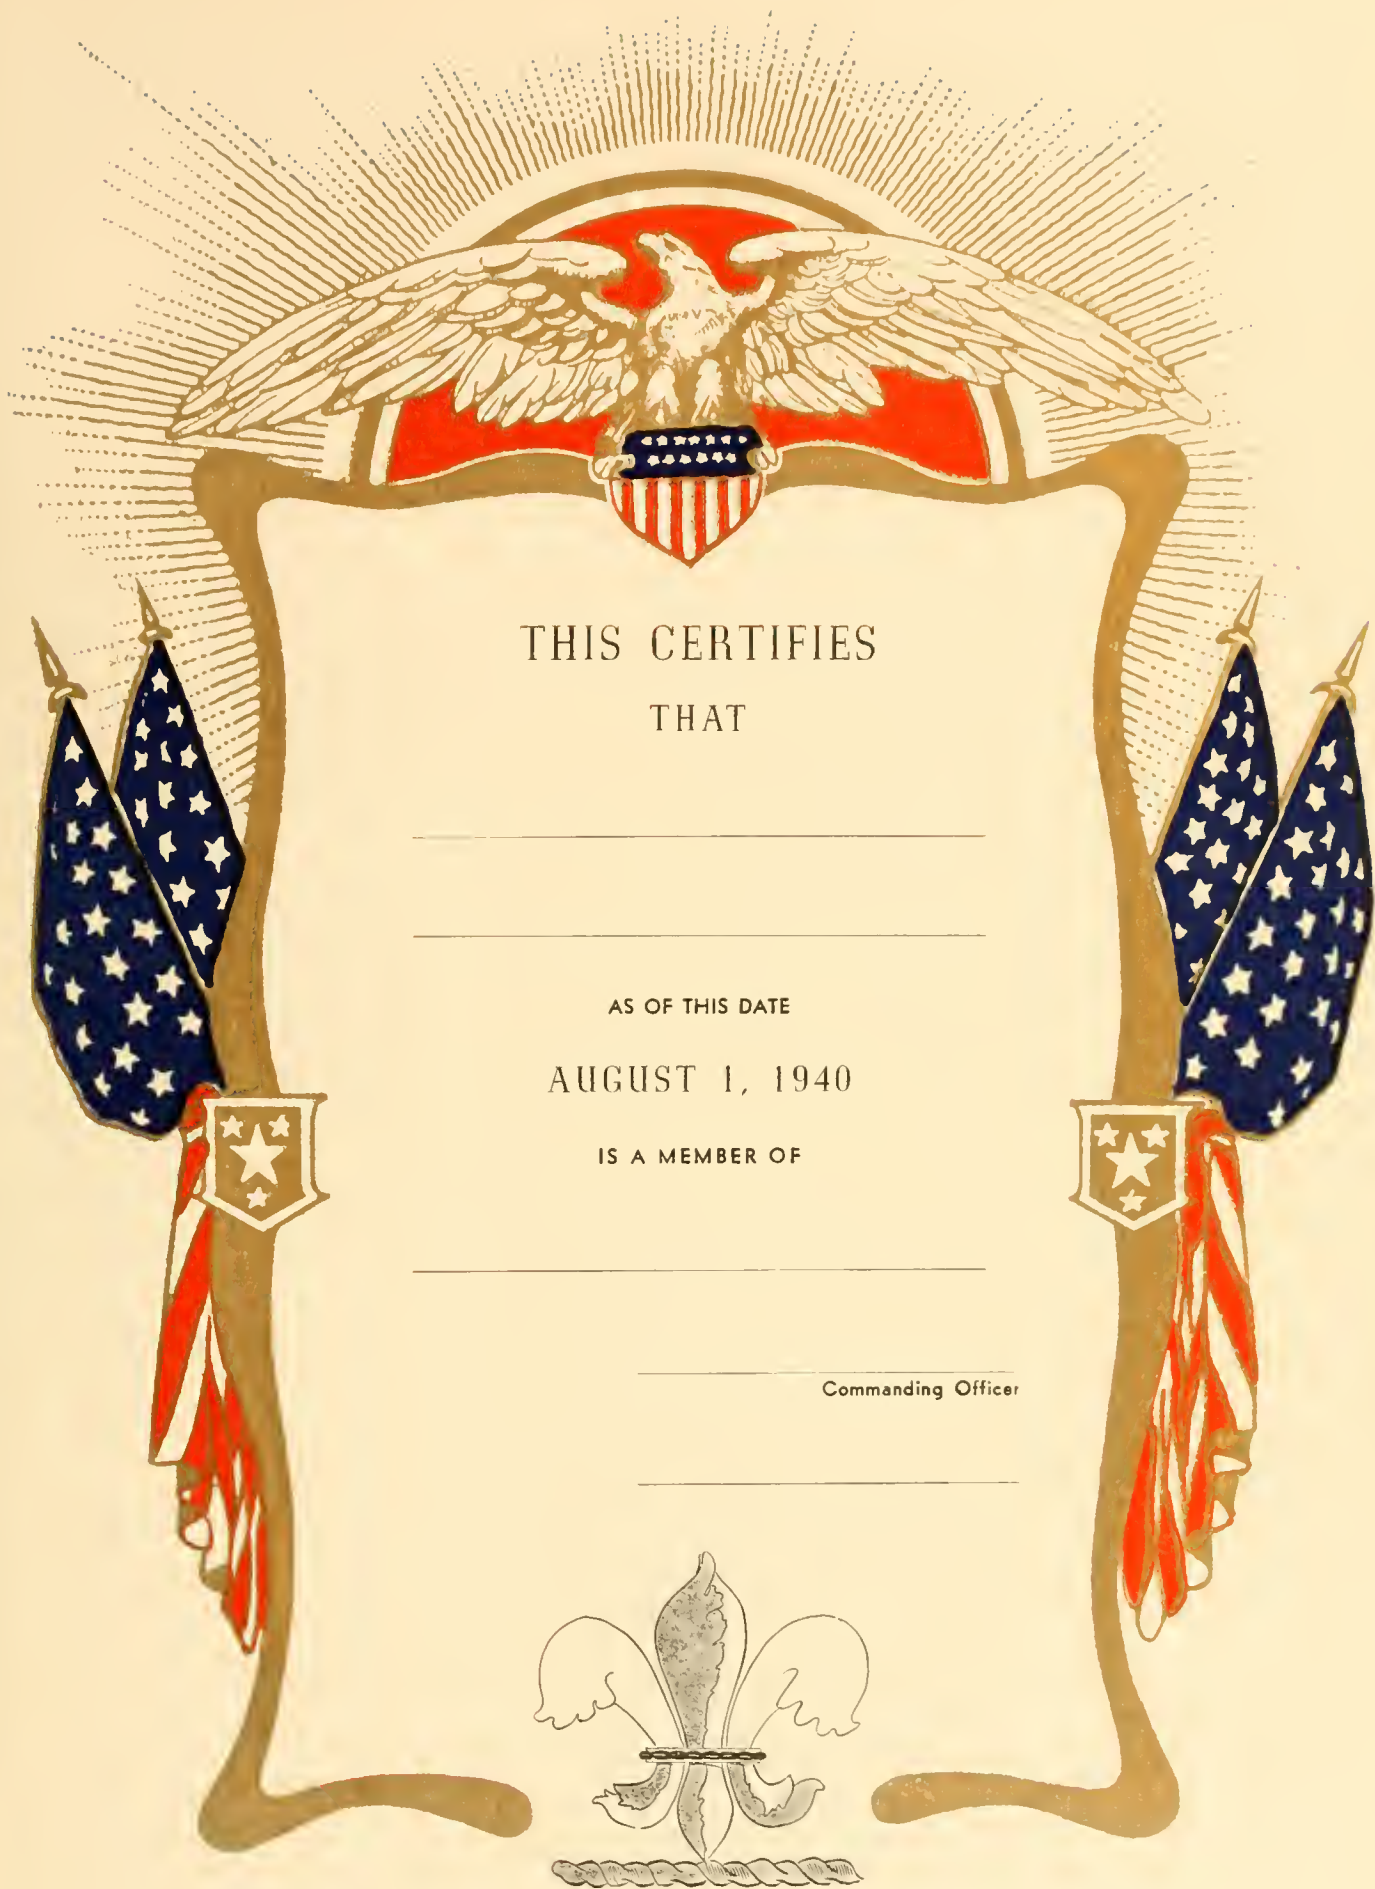 THIS CERTIFIES
THAT
AS OF THIS DATE
AUGUST 1, 1940
IS A MEMBER OF
Commanding Officer